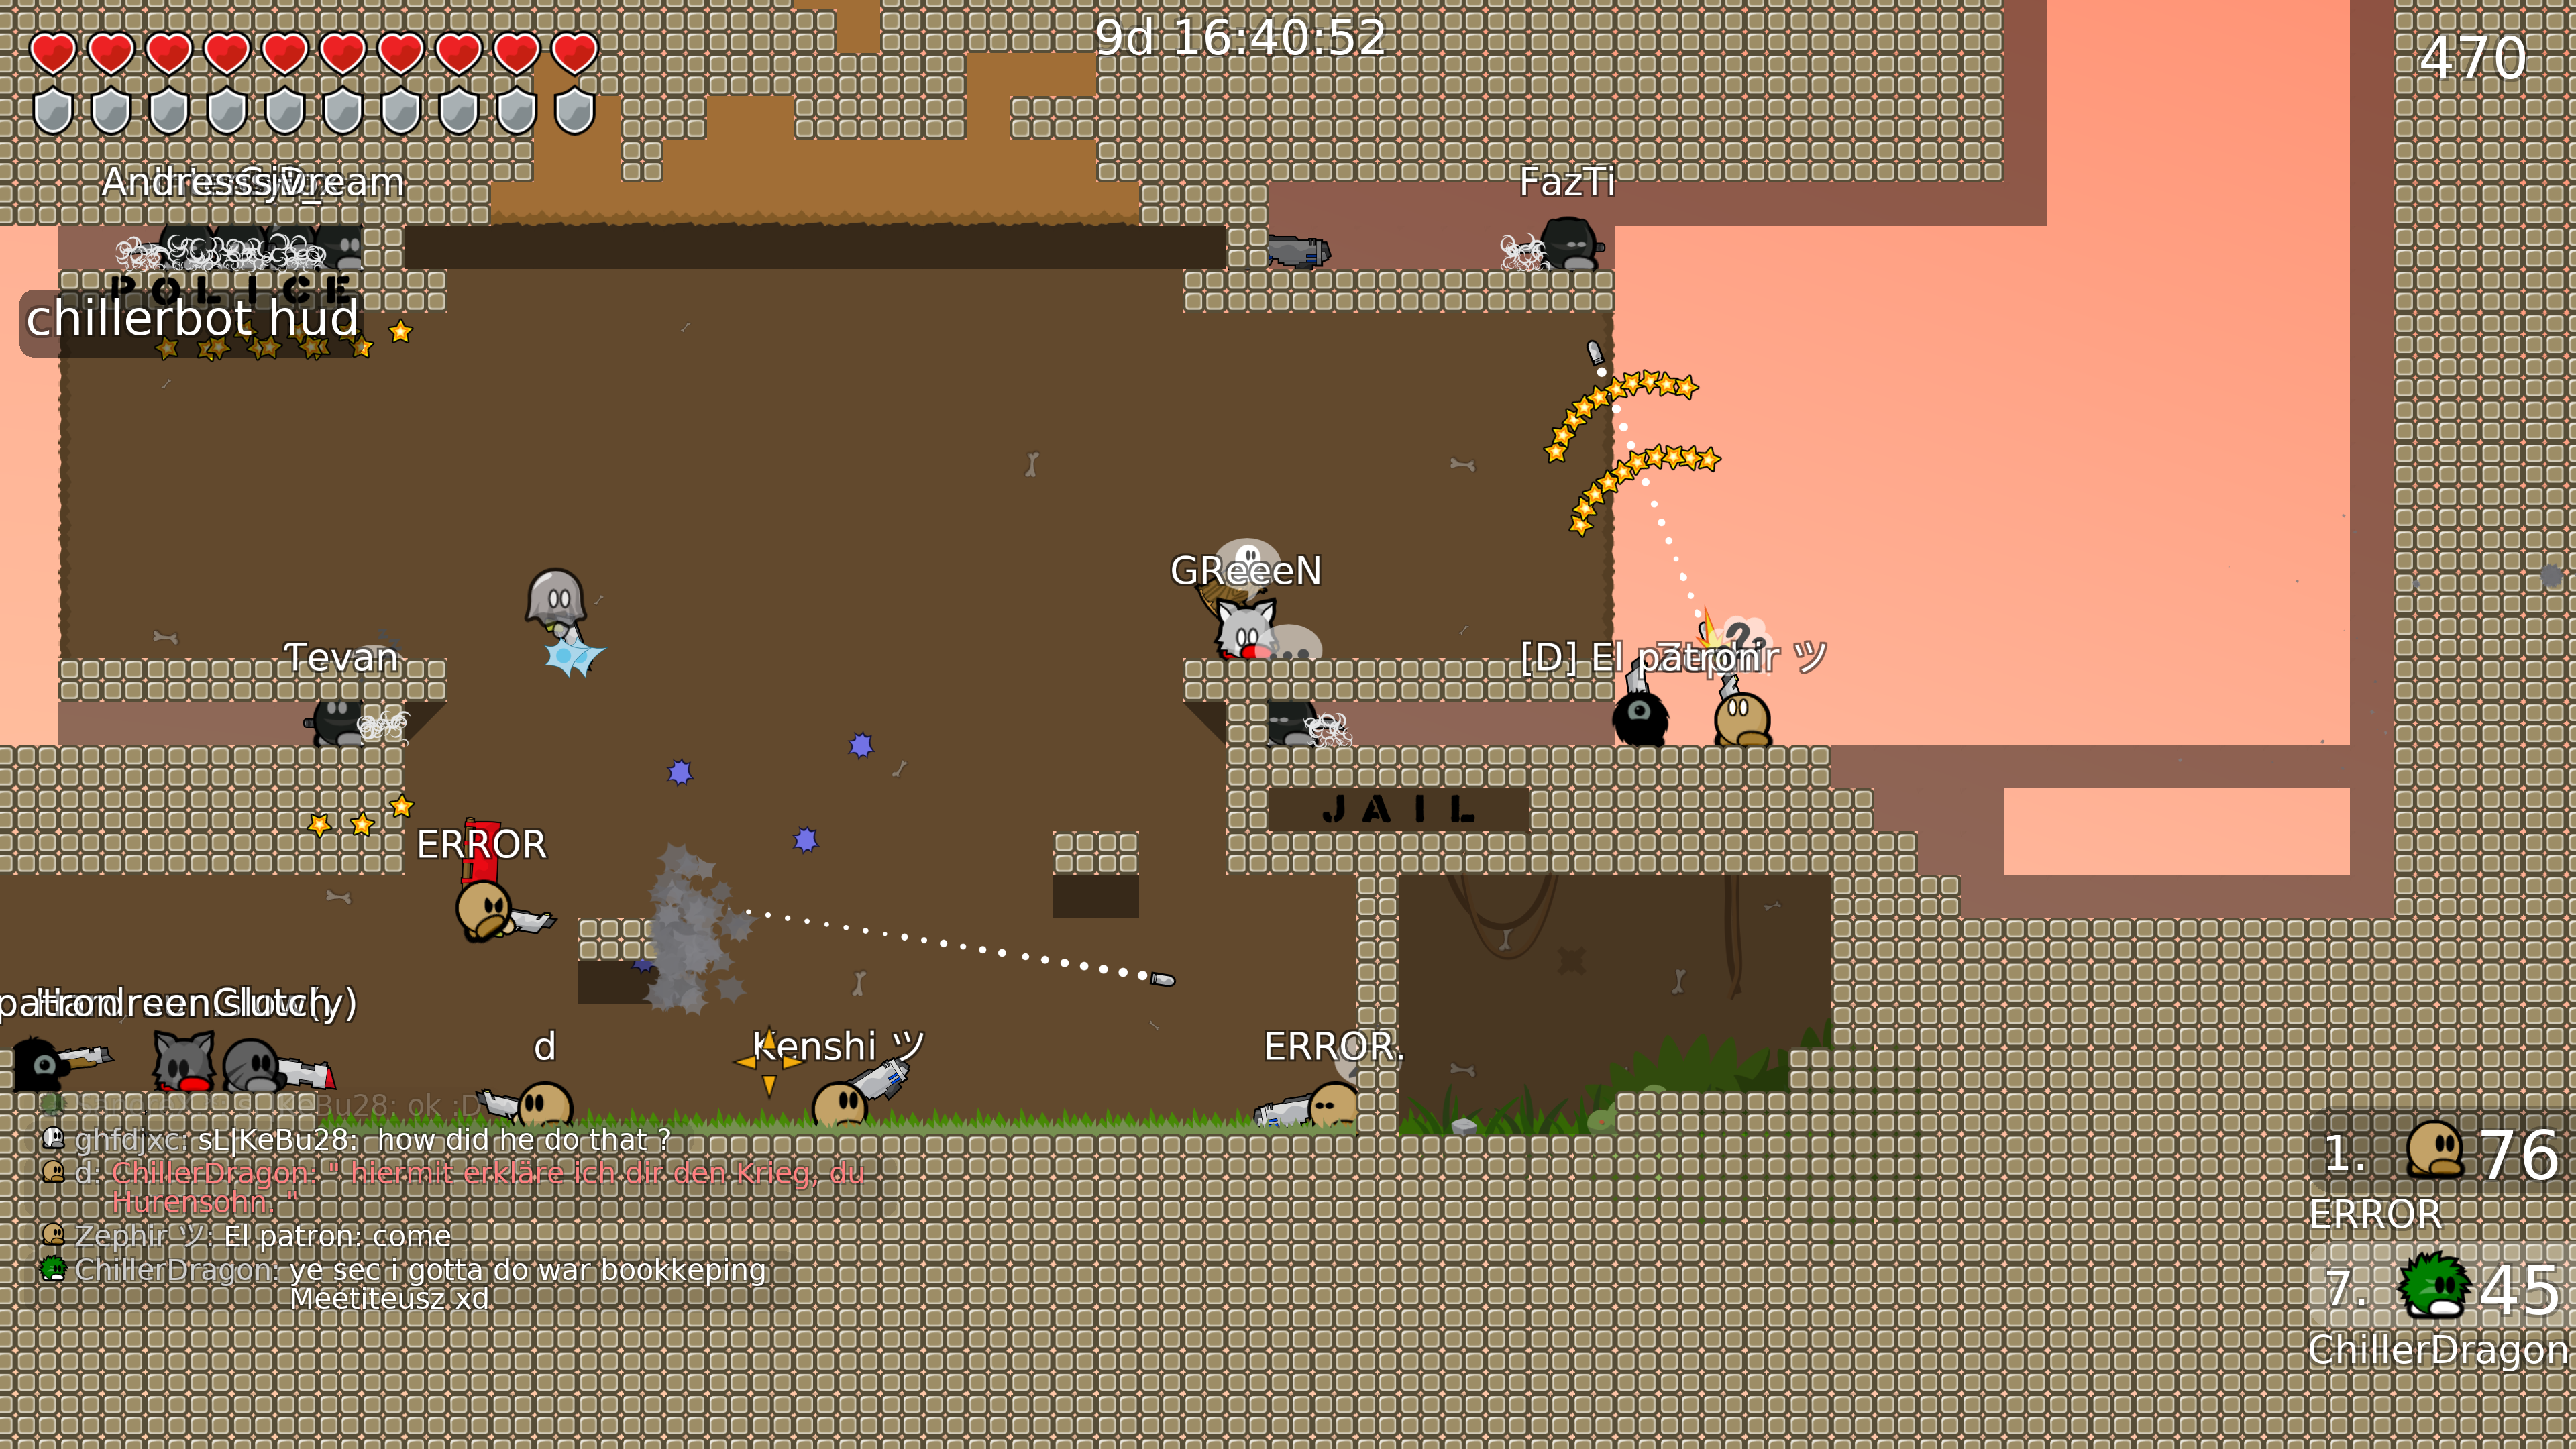 9d 16:40:52
470
FazTi
POLICE
chillerbot hud
GReeeN
Tevan
[D] El patron
JAIL
ERROR
d
Kenshi ツ
ERROR.
KeBu28: ok :D
ghfdjxc: sL|KeBu28: how did he do that ?
d: ChillerDragon: " hiermit erkläre ich dir den Krieg, du
Hurensohn. "
Zephir ツ: El patron: come
ChillerDragon: ye sec i gotta do war bookkeping
Meetiteusz xd
1. 76
ERROR
7. 45
ChillerDragon